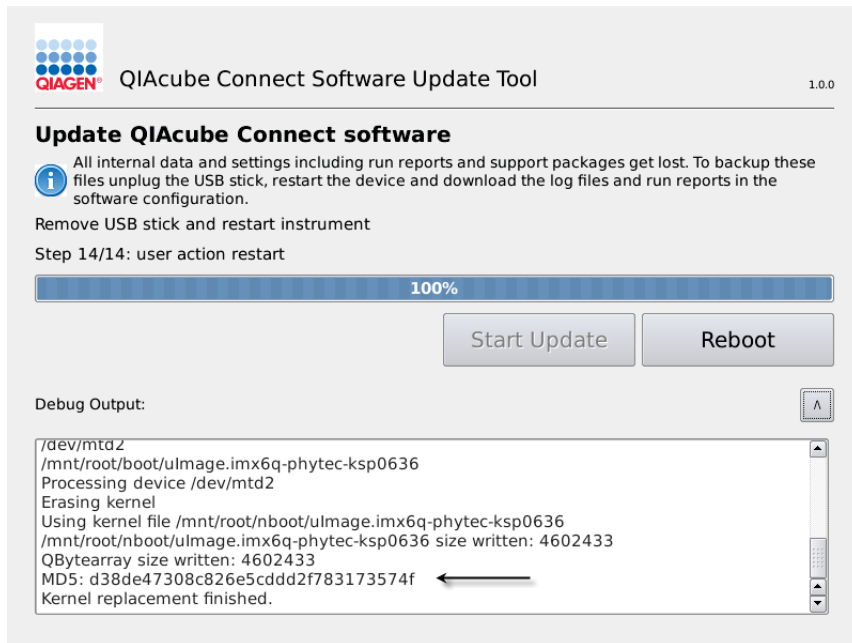 QIAGEN®
QIAcube Connect Software Update Tool
1.0.0
Update QIAcube Connect software
All internal data and settings including run reports and support packages get lost. To backup these
files unplug the USB stick, restart the device and download the log files and run reports in the
software configuration.
Remove USB stick and restart instrument
Step 14/14: user action restart
100%
Start Update
Reboot
Debug Output:
/dev/mtd2
/mnt/root/boot/uImage.imx6q-phytec-ksp0636
Processing device /dev/mtd2
Erasing kernel
Using kernel file /mnt/root/nboot/uImage.imx6q-phytec-ksp0636
/mnt/root/nboot/uImage.imx6q-phytec-ksp0636 size written: 4602433
QBytearray size written: 4602433
MD5: d38de47308c826e5cddd2f783173574f
Kernel replacement finished.